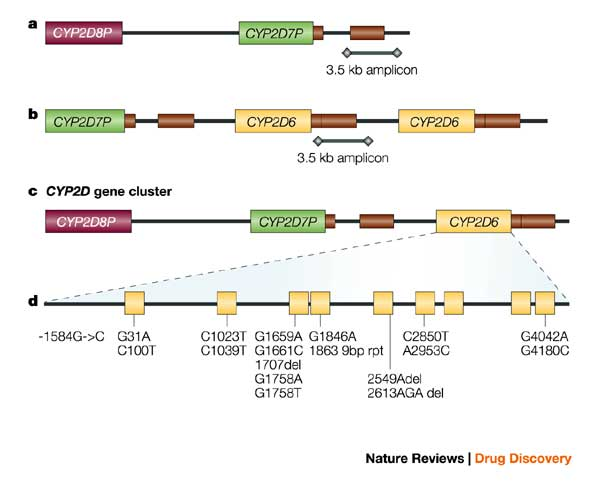 a
CYP2D8P
CYP2D7P
3.5 kb amplicon
b
CYP2D7P
CYP2D6
CYP2D6
3.5 kb amplicon
c CYP2D gene cluster
CYP2D8P
CYP2D7P
CYP2D6
d
-1584G->C
G31A
C100T
C1023T
C1039T
G1659A
G1661C
1707del
G1758A
G1758T
G1846A
1863 9bp rpt
2549Adel
2613AGA del
C2850T
A2953C
G4042A
G4180C
Nature Reviews | Drug Discovery